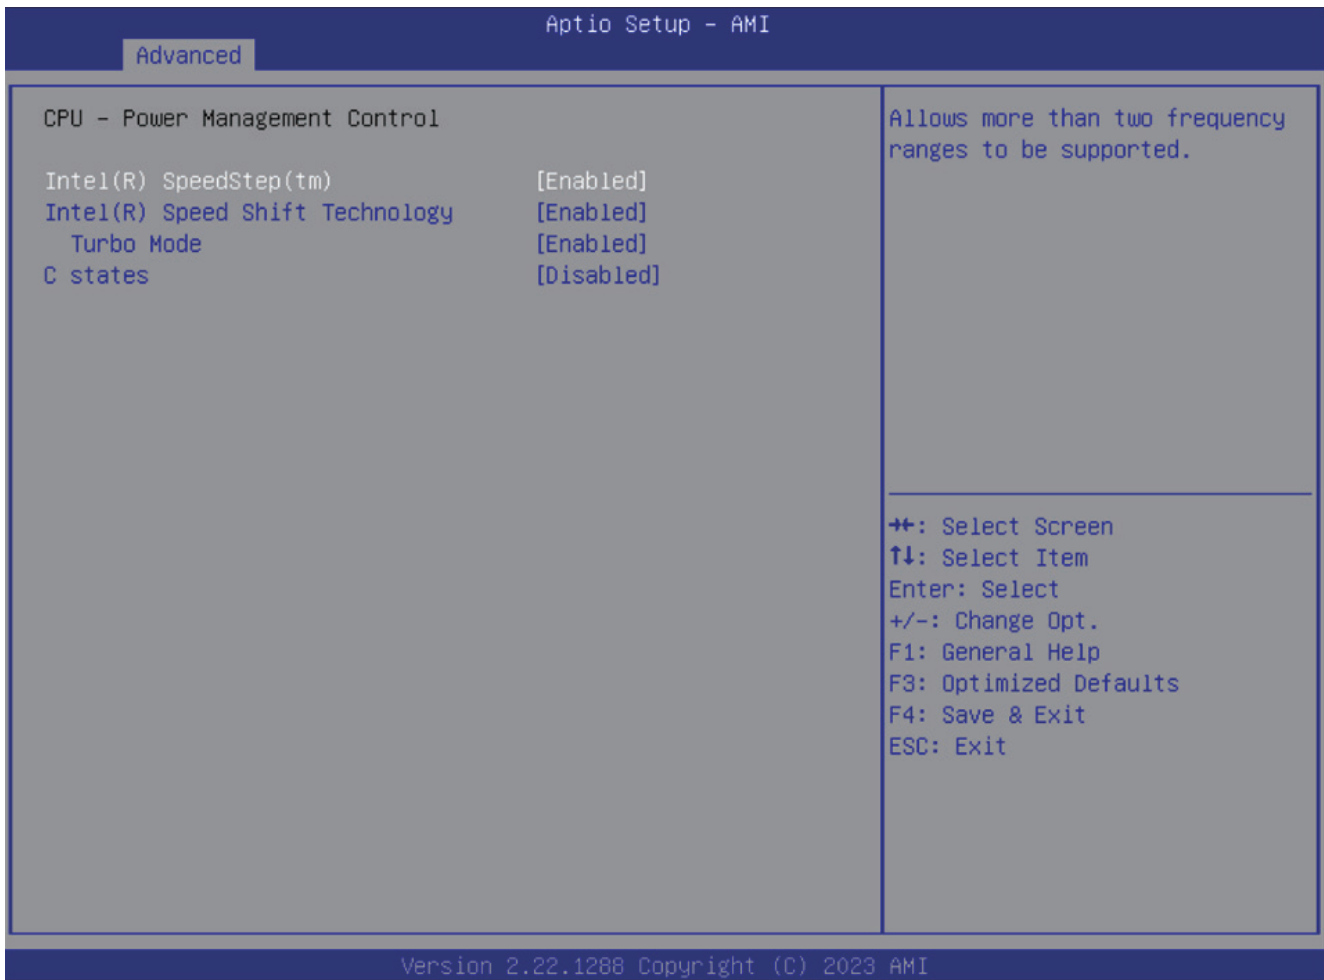 Aptio Setup – AMI
Advanced
CPU – Power Management Control
Intel(R) SpeedStep(tm) [Enabled]
Intel(R) Speed Shift Technology [Enabled]
Turbo Mode [Enabled]
C states [Disabled]
Allows more than two frequency
ranges to be supported.
→←: Select Screen
↑↓: Select Item
Enter: Select
+/–: Change Opt.
F1: General Help
F3: Optimized Defaults
F4: Save & Exit
ESC: Exit
Version 2.22.1288 Copyright (C) 2023 AMI